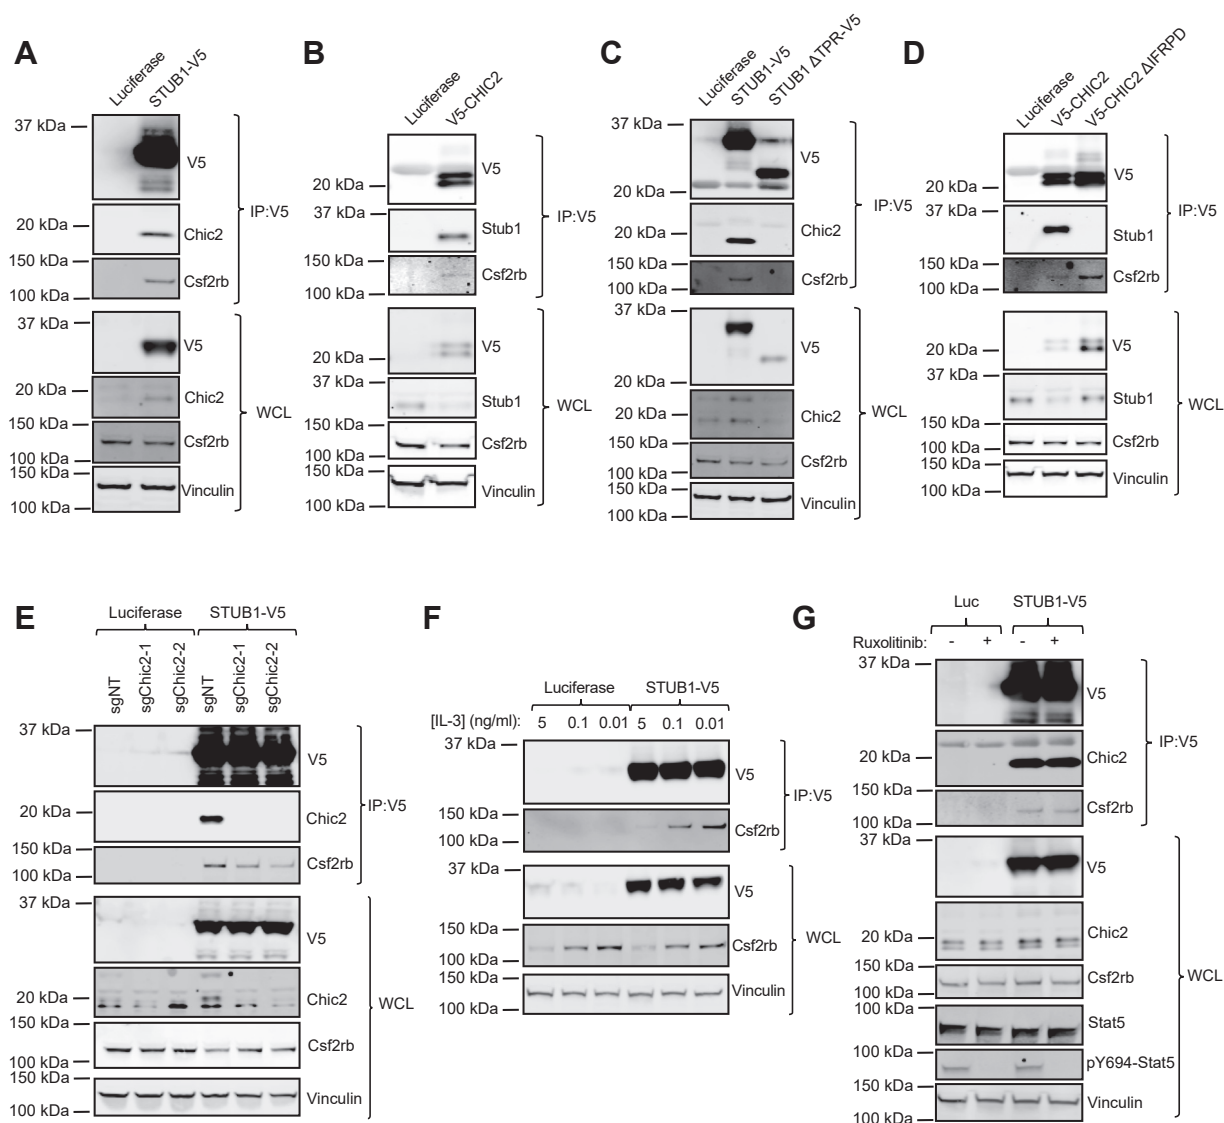 A
Luciferase
STUB1-V5
37 kDa
V5
20 kDa
Chic2
150 kDa
Csf2rb
100 kDa
IP:V5
37 kDa
V5
20 kDa
Chic2
150 kDa
Csf2rb
100 kDa
150 kDa
Vinculin
100 kDa
WCL
B
Luciferase
V5-CHIC2
V5
20 kDa
37 kDa
Stub1
150 kDa
Csf2rb
100 kDa
IP:V5
V5
20 kDa
37 kDa
Stub1
150 kDa
Csf2rb
100 kDa
150 kDa
Vinculin
100 kDa
WCL
C
Luciferase
STUB1-V5
STUB1 ΔTPR-V5
37 kDa
V5
20 kDa
Chic2
20 kDa
150 kDa
Csf2rb
100 kDa
IP:V5
37 kDa
V5
20 kDa
Chic2
20 kDa
150 kDa
Csf2rb
100 kDa
150 kDa
Vinculin
100 kDa
WCL
D
Luciferase
V5-CHIC2
V5-CHIC2 ΔIFRPD
V5
20 kDa
37 kDa
Stub1
150 kDa
Csf2rb
100 kDa
IP:V5
V5
20 kDa
37 kDa
Stub1
150 kDa
Csf2rb
100 kDa
150 kDa
Vinculin
100 kDa
WCL
E
Luciferase STUB1-V5
sgNT sgChic2-1 sgChic2-2 sgNT sgChic2-1 sgChic2-2
37 kDa
V5
20 kDa
Chic2
150 kDa
Csf2rb
100 kDa
IP:V5
37 kDa
V5
20 kDa
Chic2
150 kDa
Csf2rb
100 kDa
150 kDa
Vinculin
100 kDa
WCL
F
Luciferase STUB1-V5
[IL-3] (ng/ml): 5 0.1 0.01 5 0.1 0.01
37 kDa
V5
150 kDa
Csf2rb
100 kDa
IP:V5
37 kDa
V5
150 kDa
Csf2rb
100 kDa
150 kDa
Vinculin
100 kDa
WCL
G
Luc STUB1-V5
Ruxolitinib: - + - +
37 kDa
V5
20 kDa
Chic2
150 kDa
Csf2rb
100 kDa
IP:V5
37 kDa
V5
Chic2
20 kDa
150 kDa
Csf2rb
100 kDa
100 kDa
Stat5
100 kDa
pY694-Stat5
150 kDa
Vinculin
100 kDa
WCL